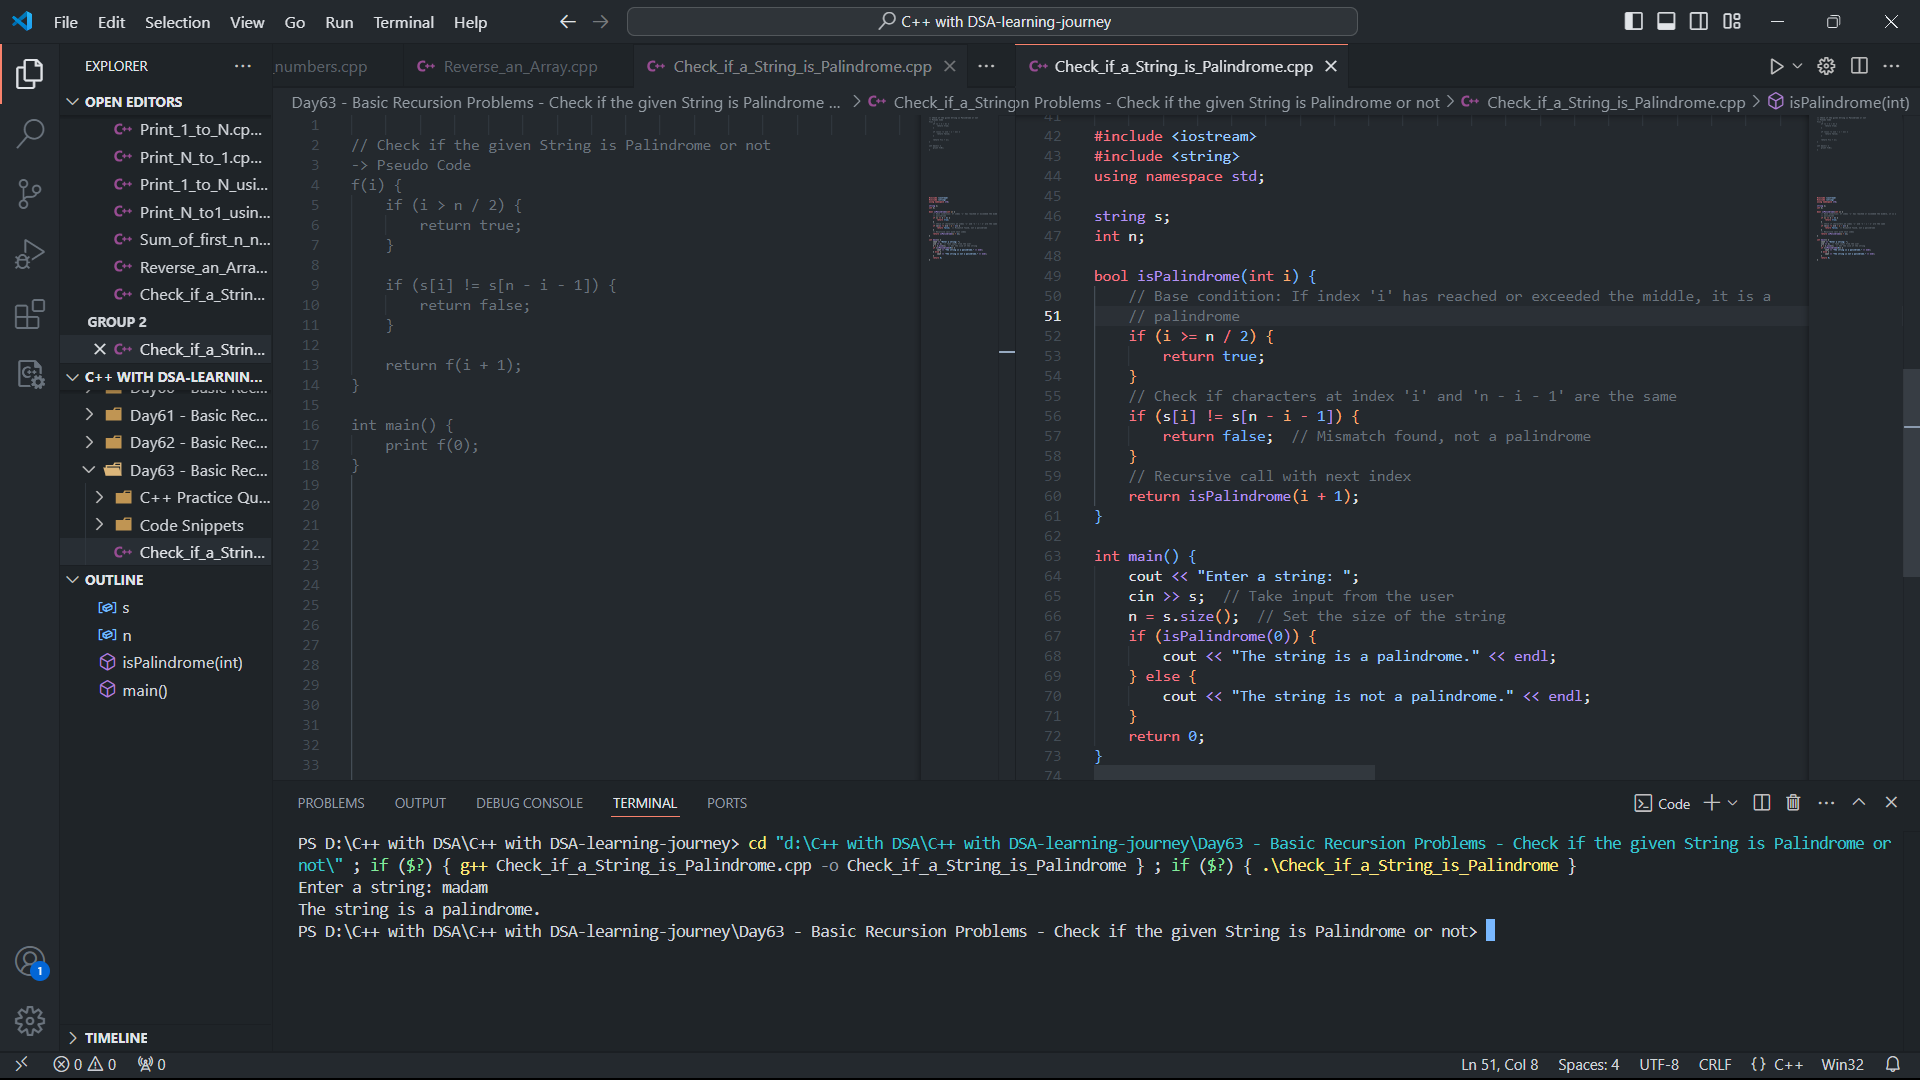 File Edit Selection View Go Run Terminal Help
C++ with DSA-learning-journey
EXPLORER
OPEN EDITORS
Print_1_to_N.cp...
Print_N_to_1.cp...
Print_1_to_N_usi...
Print_N_to1_usin...
Sum_of_first_n_n...
Reverse_an_Arra...
Check_if_a_Strin...
GROUP 2
Check_if_a_Strin...
C++ WITH DSA-LEARNIN...
Day60 - Basic Rec...
Day61 - Basic Rec...
Day62 - Basic Rec...
Day63 - Basic Rec...
C++ Practice Qu...
Code Snippets
Check_if_a_Strin...
OUTLINE
s
n
isPalindrome(int)
main()
TIMELINE
numbers.cpp Reverse_an_Array.cpp Check_if_a_String_is_Palindrome.cpp
Day63 - Basic Recursion Problems - Check if the given String is Palindrome ... > Check_if_a_String
1
2 // Check if the given String is Palindrome or not
3 -> Pseudo Code
4 f(i) {
5     if (i > n / 2) {
6         return true;
7     }
8
9     if (s[i] != s[n - i - 1]) {
10         return false;
11     }
12
13     return f(i + 1);
14 }
15
16 int main() {
17     print f(0);
18 }
19
20
21
22
23
24
25
26
27
28
29
30
31
32
33
Check_if_a_String_is_Palindrome.cpp
n Problems - Check if the given String is Palindrome or not > Check_if_a_String_is_Palindrome.cpp > isPalindrome(int)
41
42 #include <iostream>
43 #include <string>
44 using namespace std;
45
46 string s;
47 int n;
48
49 bool isPalindrome(int i) {
50     // Base condition: If index 'i' has reached or exceeded the middle, it is a
51     // palindrome
52     if (i >= n / 2) {
53         return true;
54     }
55     // Check if characters at index 'i' and 'n - i - 1' are the same
56     if (s[i] != s[n - i - 1]) {
57         return false;  // Mismatch found, not a palindrome
58     }
59     // Recursive call with next index
60     return isPalindrome(i + 1);
61 }
62
63 int main() {
64     cout << "Enter a string: ";
65     cin >> s;  // Take input from the user
66     n = s.size();  // Set the size of the string
67     if (isPalindrome(0)) {
68         cout << "The string is a palindrome." << endl;
69     } else {
70         cout << "The string is not a palindrome." << endl;
71     }
72     return 0;
73 }
74
PROBLEMS OUTPUT DEBUG CONSOLE TERMINAL PORTS
Code
PS D:\C++ with DSA\C++ with DSA-learning-journey> cd "d:\C++ with DSA\C++ with DSA-learning-journey\Day63 - Basic Recursion Problems - Check if the given String is Palindrome or
not\" ; if ($?) { g++ Check_if_a_String_is_Palindrome.cpp -o Check_if_a_String_is_Palindrome } ; if ($?) { .\Check_if_a_String_is_Palindrome }
Enter a string: madam
The string is a palindrome.
PS D:\C++ with DSA\C++ with DSA-learning-journey\Day63 - Basic Recursion Problems - Check if the given String is Palindrome or not>
1
0 0 0
Ln 51, Col 8 Spaces: 4 UTF-8 CRLF {} C++ Win32